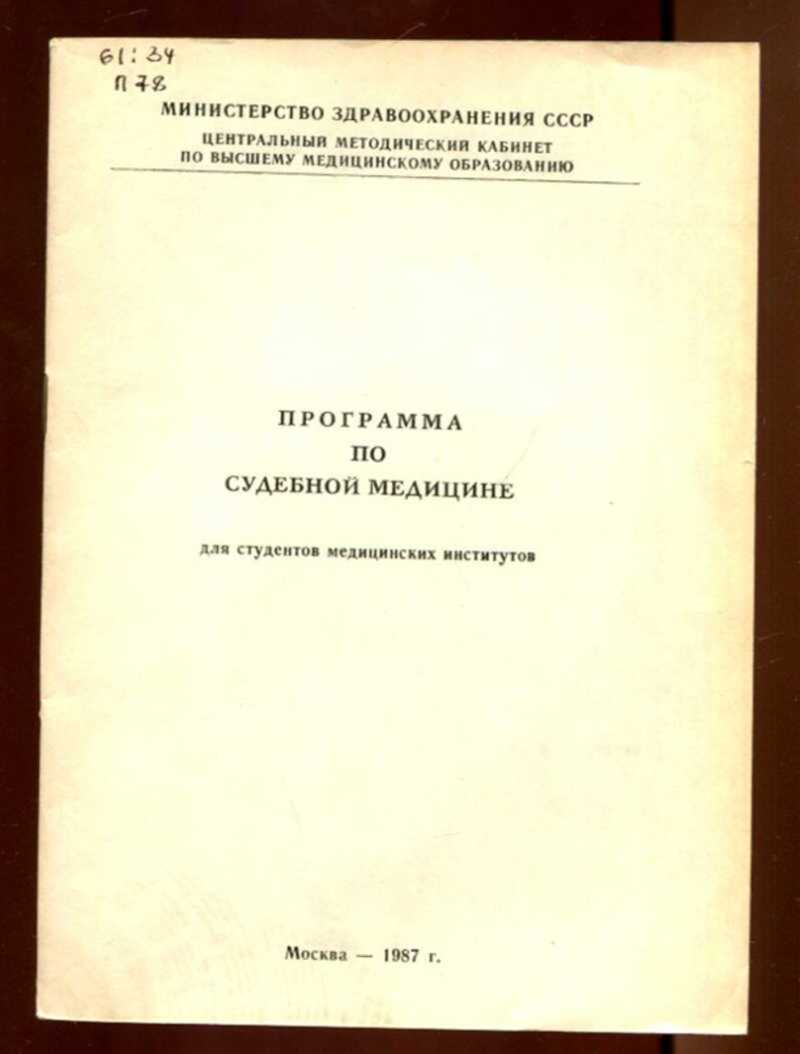 61:34
П 78
МИНИСТЕРСТВО ЗДРАВООХРАНЕНИЯ СССР
ЦЕНТРАЛЬНЫЙ МЕТОДИЧЕСКИЙ КАБИНЕТ
ПО ВЫСШЕМУ МЕДИЦИНСКОМУ ОБРАЗОВАНИЮ
ПРОГРАММА
ПО
СУДЕБНОЙ МЕДИЦИНЕ
для студентов медицинских институтов
Москва — 1987 г.